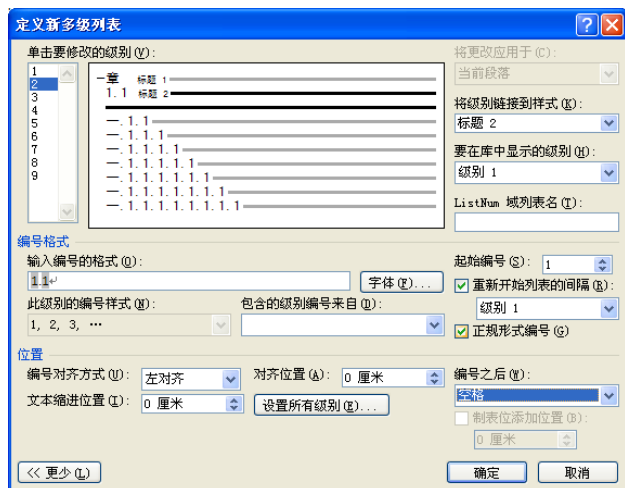 定义新多级列表
单击要修改的级别(V):
将更改应用于(C):
当前段落
1
2
3
4
5
6
7
8
9
一章 标题 1
1.1 标题 2
一.1.1
一.1.1.1
一.1.1.1.1
一.1.1.1.1.1
一.1.1.1.1.1.1
一.1.1.1.1.1.1.1
一.1.1.1.1.1.1.1.1
将级别链接到样式(K):
标题 2
要在库中显示的级别(H):
级别 1
ListNum 域列表名(T):
编号格式
输入编号的格式(O):
1.1↵
字体(F)...
起始编号(S): 1
重新开始列表的间隔(R):
级别 1
此级别的编号样式(N):
1, 2, 3, …
包含的级别编号来自(D):
正规形式编号(G)
位置
编号对齐方式(U): 左对齐
对齐位置(A): 0 厘米
编号之后(W):
空格
文本缩进位置(I): 0 厘米
设置所有级别(E)...
制表位添加位置(B):
0 厘米
<< 更少(L)
确定
取消